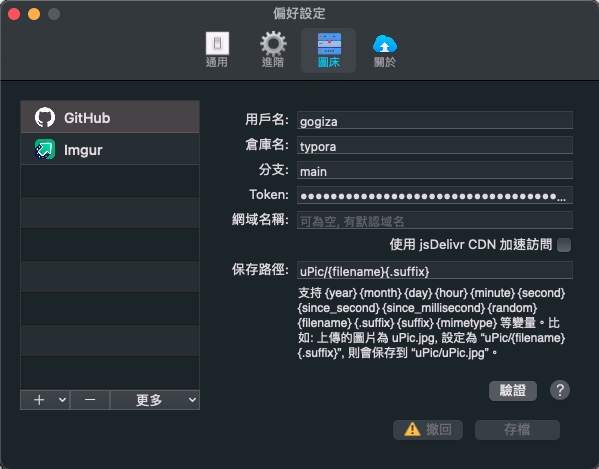 偏好設定
通用
進階
圖床
關於
GitHub
Imgur
用戶名: gogiza
倉庫名: typora
分支: main
Token: ●●●●●●●●●●●●●●●●●●●●●●●●●●●●●●●●●●●...
網域名稱: 可為空, 有默認域名
使用 jsDelivr CDN 加速訪問
保存路徑: uPic/{filename}{.suffix}
支持 {year} {month} {day} {hour} {minute} {second}
{since_second} {since_millisecond} {random}
{filename} {.suffix} {suffix} {mimetype} 等變量。比
如: 上傳的圖片為 uPic.jpg, 設定為 “uPic/{filename}
{.suffix}”, 則會保存到 “uPic/uPic.jpg”。
驗證
?
+
−
更多
撤回
存檔